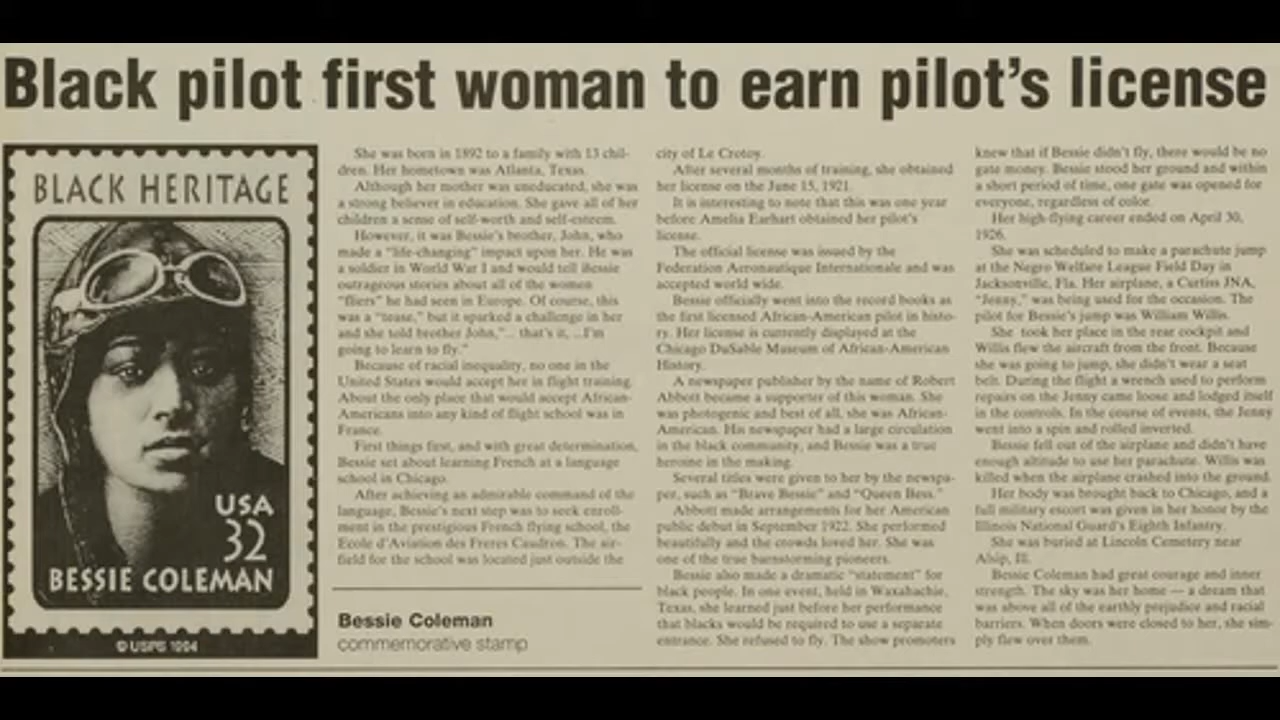 Black pilot first woman to earn pilot's license
BLACK HERITAGE
USA
32
BESSIE COLEMAN
© USPS 1994
She was born in 1892 to a family with 13 chil-
dren. Her hometown was Atlanta, Texas.
Although her mother was uneducated, she was
a strong believer in education. She gave all of her
children a sense of self-worth and self-esteem.
However, it was Bessie's brother, John, who
made a "life-changing" impact upon her. He was
a soldier in World War I and would tell Bessie
outrageous stories about all of the women
"fliers" he had seen in Europe. Of course, this
was a "tease," but it sparked a challenge in her
and she told brother John,"... that's it, ...I'm
going to learn to fly."
Because of racial inequality, no one in the
United States would accept her in flight training.
About the only place that would accept African-
Americans into any kind of flight school was in
France.
First things first, and with great determination,
Bessie set about learning French at a language
school in Chicago.
After achieving an admirable command of the
language, Bessie's next step was to seek enroll-
ment in the prestigious French flying school, the
Ecole d'Aviation des Freres Caudron. The air-
field for the school was located just outside the
Bessie Coleman
commemorative stamp
city of Le Crotoy.
After several months of training, she obtained
her license on the June 15, 1921.
It is interesting to note that this was one year
before Amelia Earhart obtained her pilot's
license.
The official license was issued by the
Federation Aeronautique Internationale and was
accepted world wide.
Bessie officially went into the record books as
the first licensed African-American pilot in histo-
ry. Her license is currently displayed at the
Chicago DuSable Museum of African-American
History.
A newspaper publisher by the name of Robert
Abbott became a supporter of this woman. She
was photogenic and best of all, she was African-
American. His newspaper had a large circulation
in the black community, and Bessie was a true
heroine in the making.
Several titles were given to her by the newspa-
per, such as "Brave Bessie" and "Queen Bess."
Abbott made arrangements for her American
public debut in September 1922. She performed
beautifully and the crowds loved her. She was
one of the true barnstorming pioneers.
Bessie also made a dramatic "statement" for
black people. In one event, held in Waxahachie,
Texas, she learned just before her performance
that blacks would be required to use a separate
entrance. She refused to fly. The show promoters
knew that if Bessie didn't fly, there would be no
gate money. Bessie stood her ground and within
a short period of time, one gate was opened for
everyone, regardless of color.
Her high-flying career ended on April 30,
1926.
She was scheduled to make a parachute jump
at the Negro Welfare League Field Day in
Jacksonville, Fla. Her airplane, a Curtiss JNA,
"Jenny," was being used for the occasion. The
pilot for Bessie's jump was William Willis.
She took her place in the rear cockpit and
Willis flew the aircraft from the front. Because
she was going to jump, she didn't wear a seat
belt. During the flight a wrench used to perform
repairs on the Jenny came loose and lodged itself
in the controls. In the course of events, the Jenny
went into a spin and rolled inverted.
Bessie fell out of the airplane and didn't have
enough altitude to use her parachute. Willis was
killed when the airplane crashed into the ground.
Her body was brought back to Chicago, and a
full military escort was given in her honor by the
Illinois National Guard's Eighth Infantry.
She was buried at Lincoln Cemetery near
Alsip, Ill.
Bessie Coleman had great courage and inner
strength. The sky was her home — a dream that
was above all of the earthly prejudice and racial
barriers. When doors were closed to her, she sim-
ply flew over them.